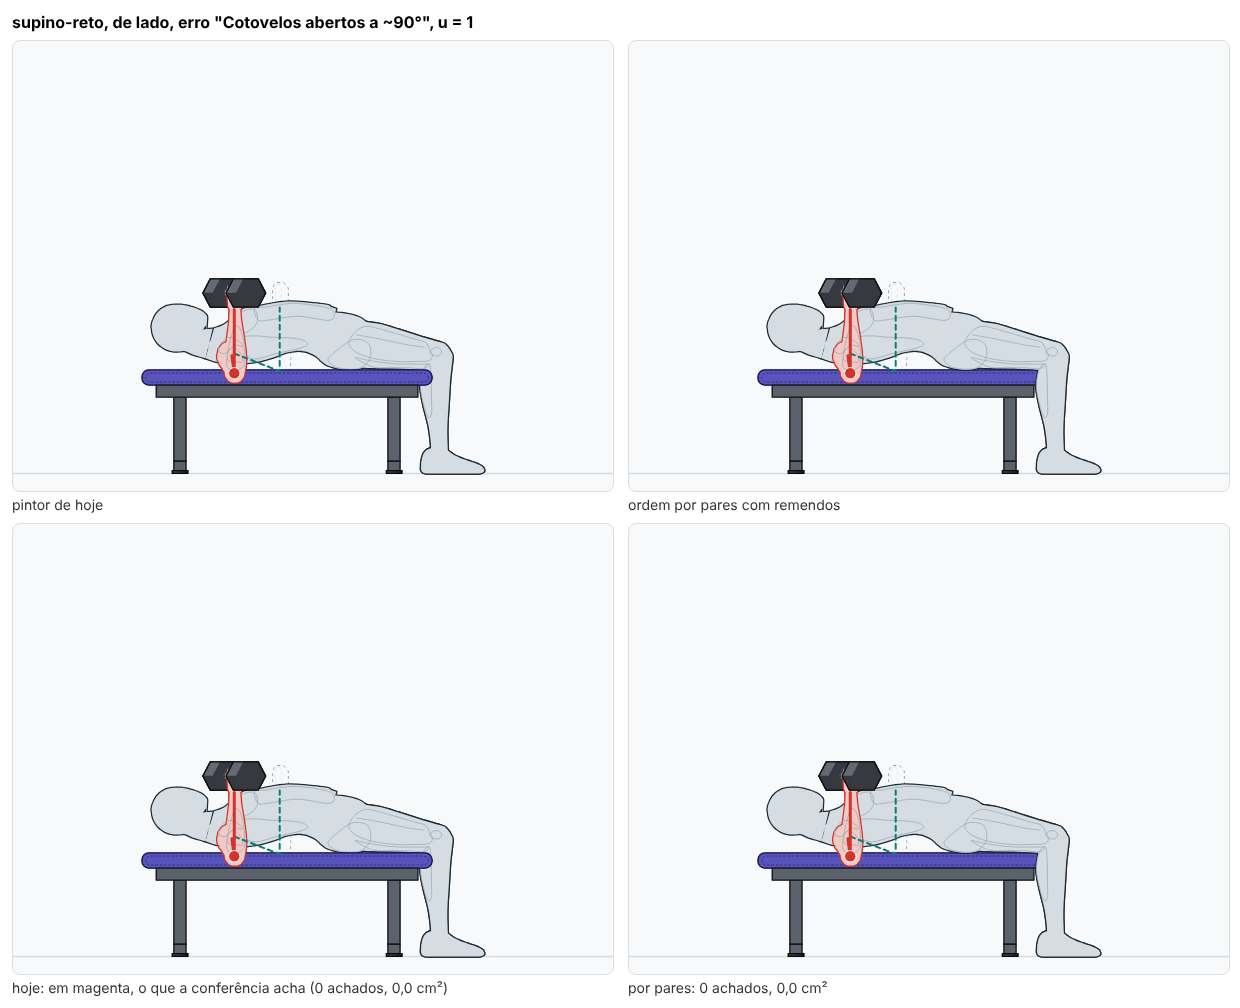 supino-reto, de lado, erro "Cotovelos abertos a ~90°", u = 1
pintor de hoje
ordem por pares com remendos
hoje: em magenta, o que a conferência acha (0 achados, 0,0 cm²)
por pares: 0 achados, 0,0 cm²